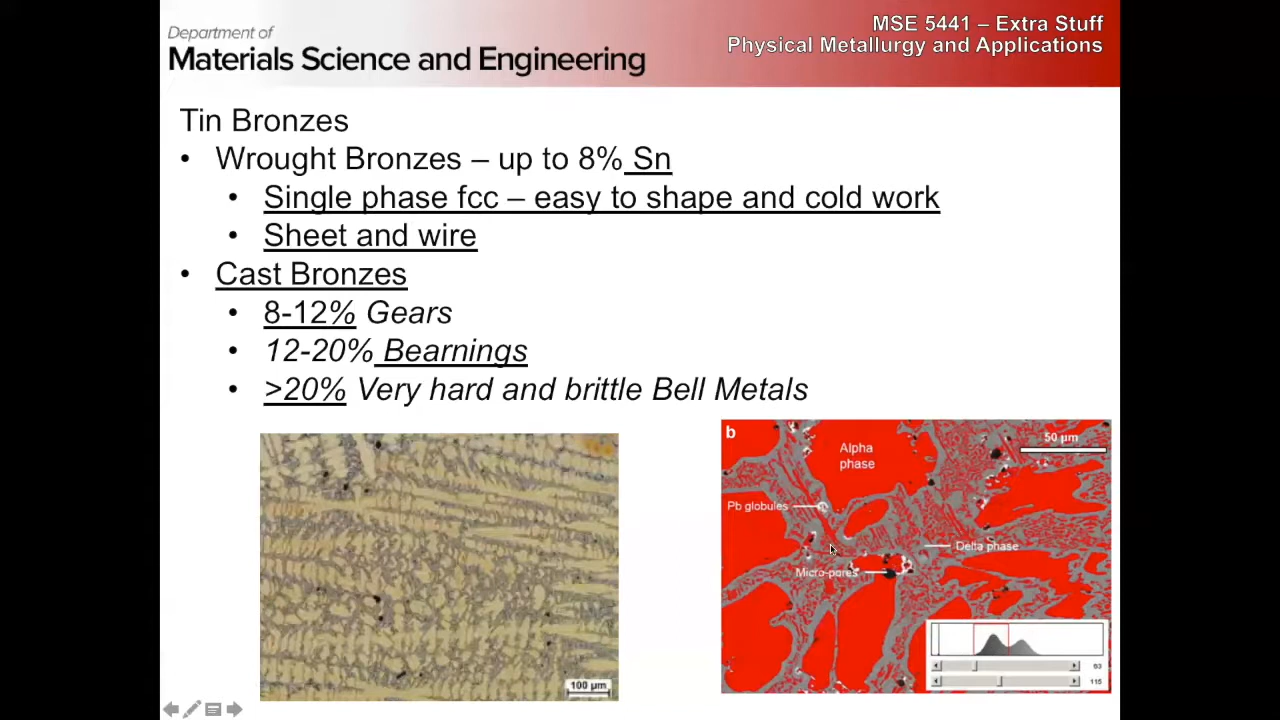 Department of
Materials Science and Engineering
MSE 5441 – Extra Stuff
Physical Metallurgy and Applications
Tin Bronzes
• Wrought Bronzes – up to 8% Sn
• Single phase fcc – easy to shape and cold work
• Sheet and wire
• Cast Bronzes
• 8-12% Gears
• 12-20% Bearnings
• >20% Very hard and brittle Bell Metals
100 µm
b
50 µm
Alpha
phase
Pb globules
Delta phase
Micro-pores
93
115